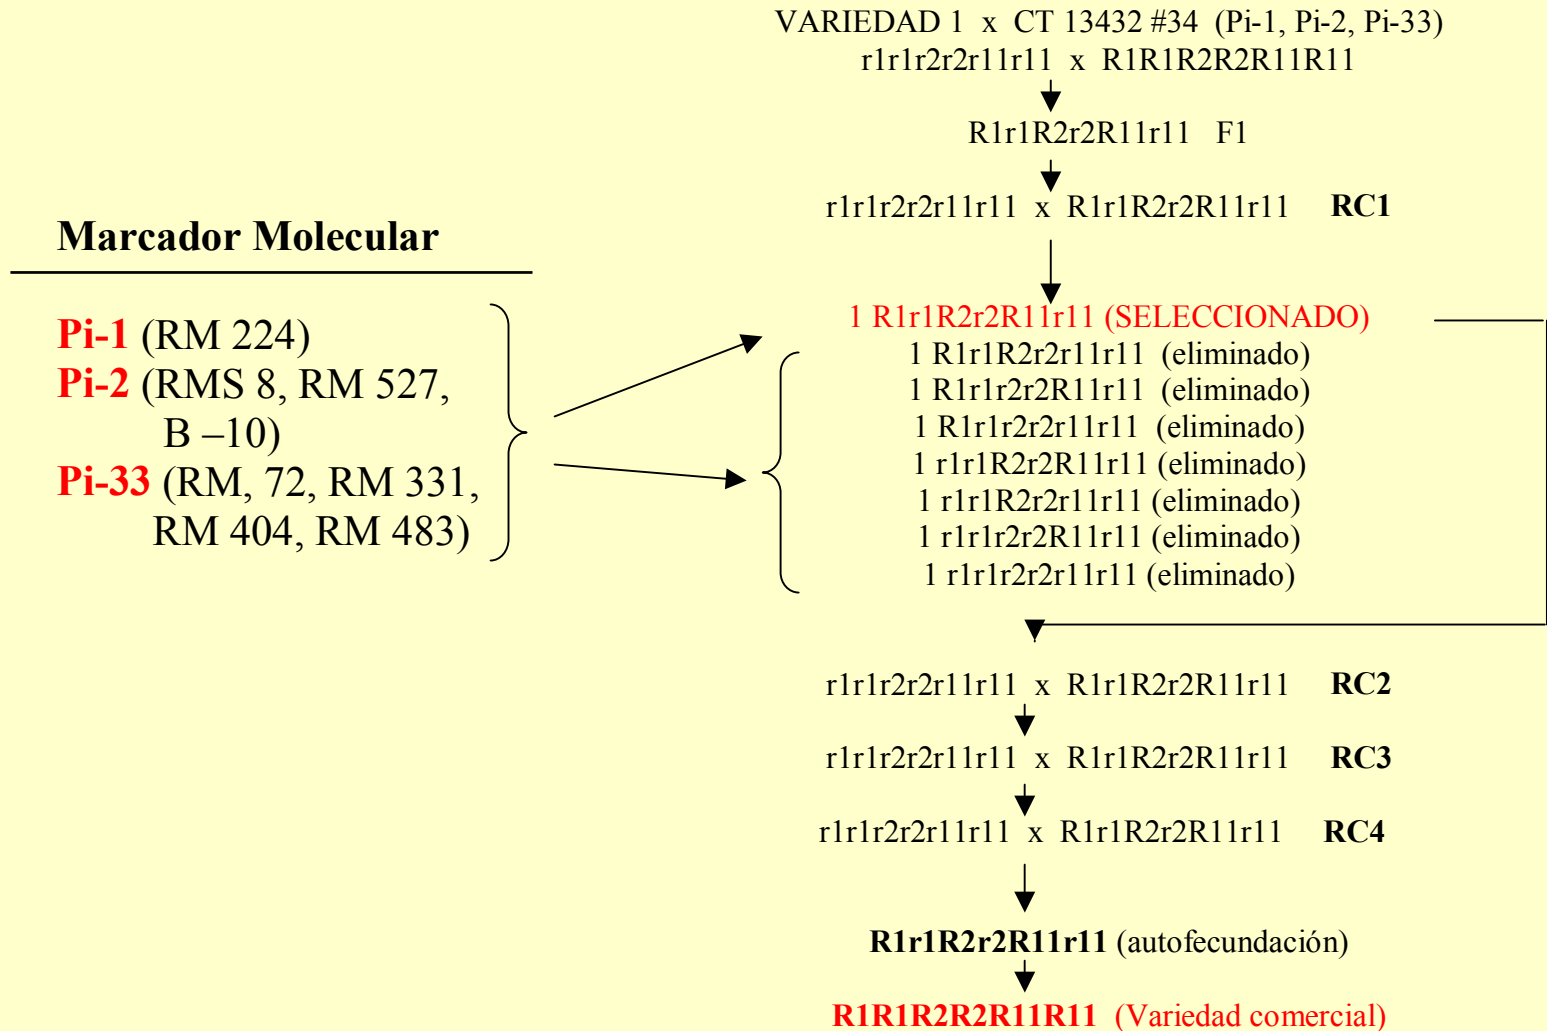 VARIEDAD 1 x CT 13432 #34 (Pi-1, Pi-2, Pi-33)
r1r1r2r2r11r11 x R1R1R2R2R11R11
R1r1R2r2R11r11 F1
r1r1r2r2r11r11 x R1r1R2r2R11r11 RC1
Marcador Molecular
Pi-1 (RM 224)
Pi-2 (RMS 8, RM 527,
B –10)
Pi-33 (RM, 72, RM 331,
RM 404, RM 483)
1 R1r1R2r2R11r11 (SELECCIONADO)
1 R1r1R2r2r11r11 (eliminado)
1 R1r1r2r2R11r11 (eliminado)
1 R1r1r2r2r11r11 (eliminado)
1 r1r1R2r2R11r11 (eliminado)
1 r1r1R2r2r11r11 (eliminado)
1 r1r1r2r2R11r11 (eliminado)
1 r1r1r2r2r11r11 (eliminado)
r1r1r2r2r11r11 x R1r1R2r2R11r11 RC2
r1r1r2r2r11r11 x R1r1R2r2R11r11 RC3
r1r1r2r2r11r11 x R1r1R2r2R11r11 RC4
R1r1R2r2R11r11 (autofecundación)
R1R1R2R2R11R11 (Variedad comercial)